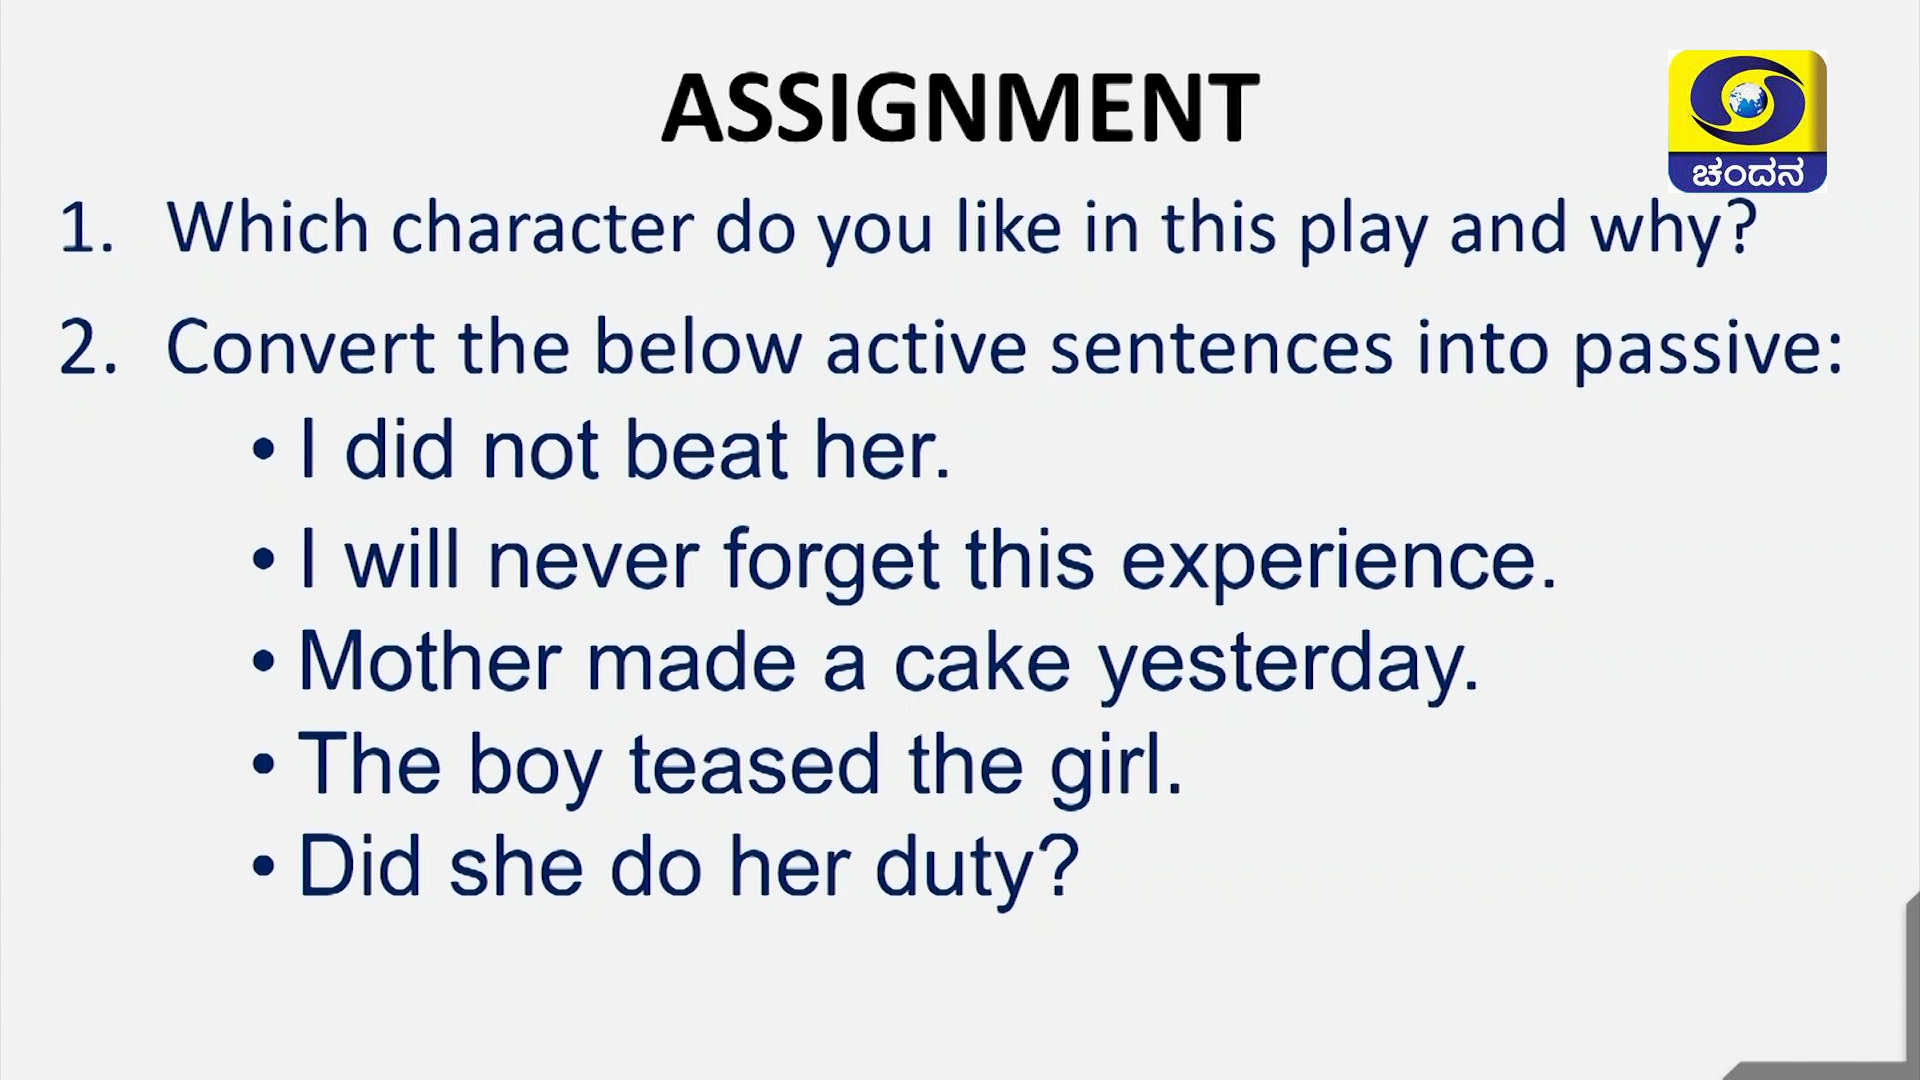 ASSIGNMENT
ಚಂದನ
1. Which character do you like in this play and why?
2. Convert the below active sentences into passive:
• I did not beat her.
• I will never forget this experience.
• Mother made a cake yesterday.
• The boy teased the girl.
• Did she do her duty?